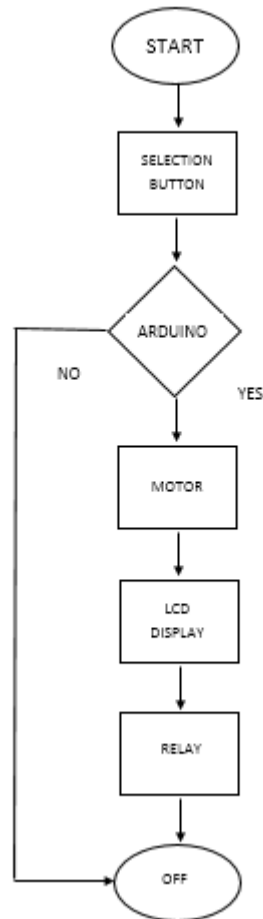 START
SELECTION
BUTTON
ARDUINO
NO
YES
MOTOR
LCD
DISPLAY
RELAY
OFF